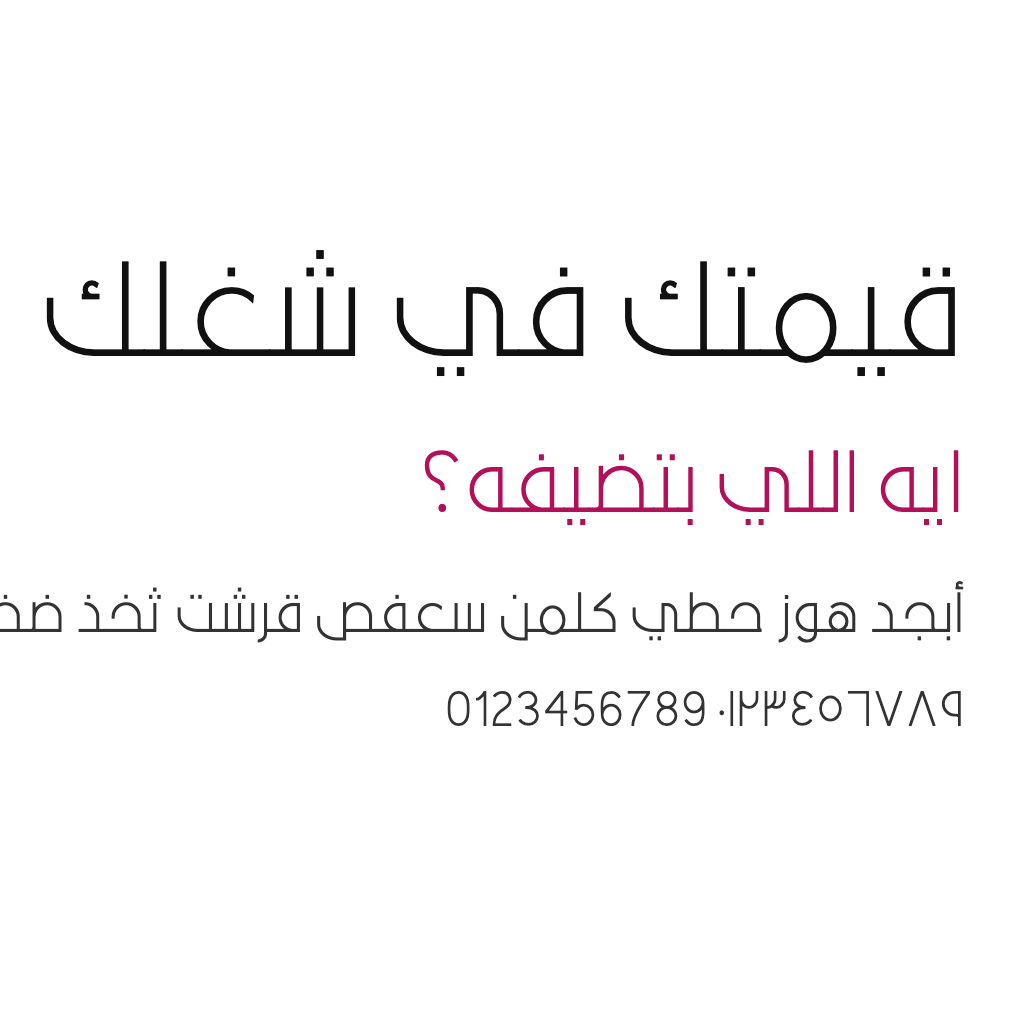 قيمتك في شغلك
ايه اللي بتضيفه؟
أبجد هوز حطي كلمن سعفص قرشت ثخذ
0123456789 ٠١٢٣٤٥٦٧٨٩